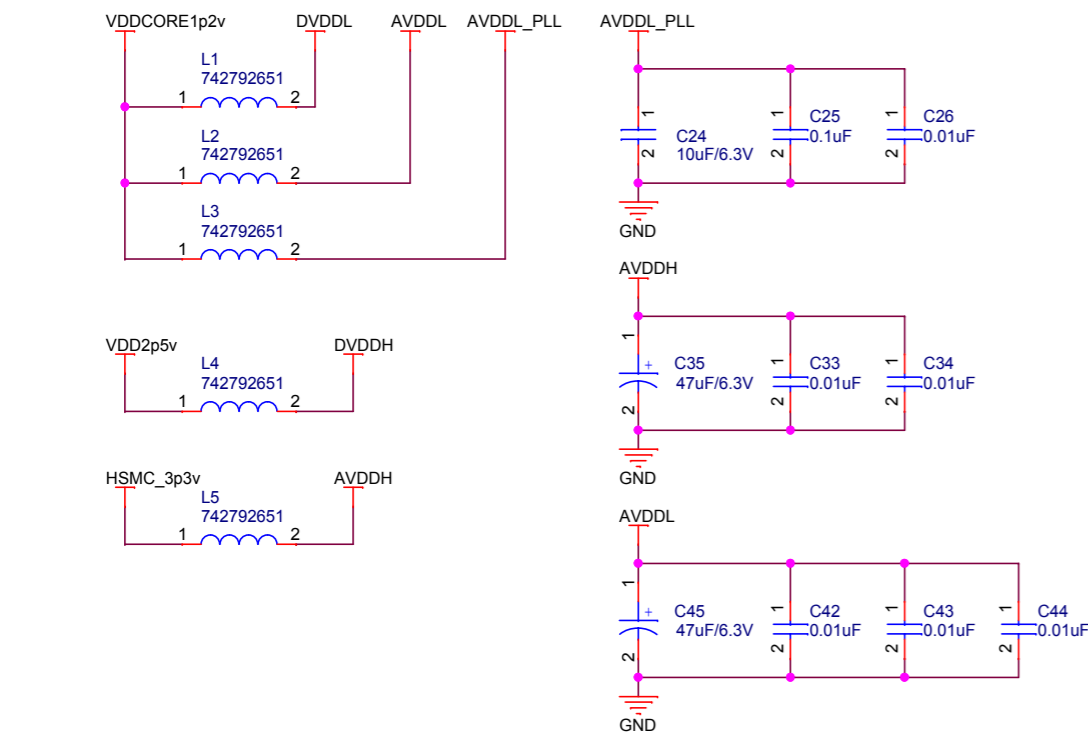 VDDCORE1p2v DVDDL AVDDL AVDDL_PLL
L1
742792651
1 2
L2
742792651
1 2
L3
742792651
1 2
VDD2p5v DVDDH
L4
742792651
1 2
HSMC_3p3v AVDDH
L5
742792651
1 2
AVDDL_PLL
1 1 1
C24 C25 C26
10uF/6.3V 0.1uF 0.01uF
2 2 2
GND
AVDDH
1 1 1
+
C35 C33 C34
47uF/6.3V 0.01uF 0.01uF
2 2 2
GND
AVDDL
1 1 1 1
+
C45 C42 C43 C44
47uF/6.3V 0.01uF 0.01uF 0.01uF
2 2 2 2
GND